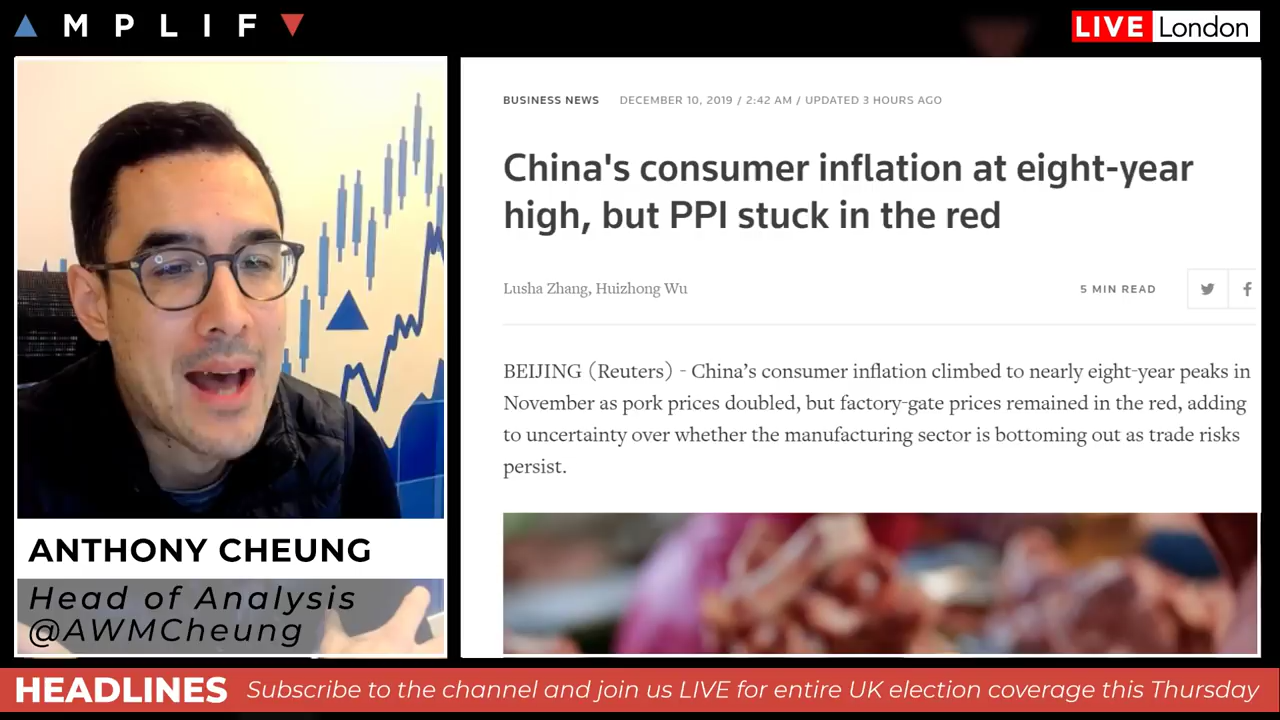 ▲ M P L I F ▼
LIVE London
BUSINESS NEWS DECEMBER 10, 2019 / 2:42 AM / UPDATED 3 HOURS AGO
China's consumer inflation at eight-year
high, but PPI stuck in the red
Lusha Zhang, Huizhong Wu
5 MIN READ
BEIJING (Reuters) - China’s consumer inflation climbed to nearly eight-year peaks in
November as pork prices doubled, but factory-gate prices remained in the red, adding
to uncertainty over whether the manufacturing sector is bottoming out as trade risks
persist.
ANTHONY CHEUNG
Head of Analysis
@AWMCheung
HEADLINES Subscribe to the channel and join us LIVE for entire UK election coverage this Thursday